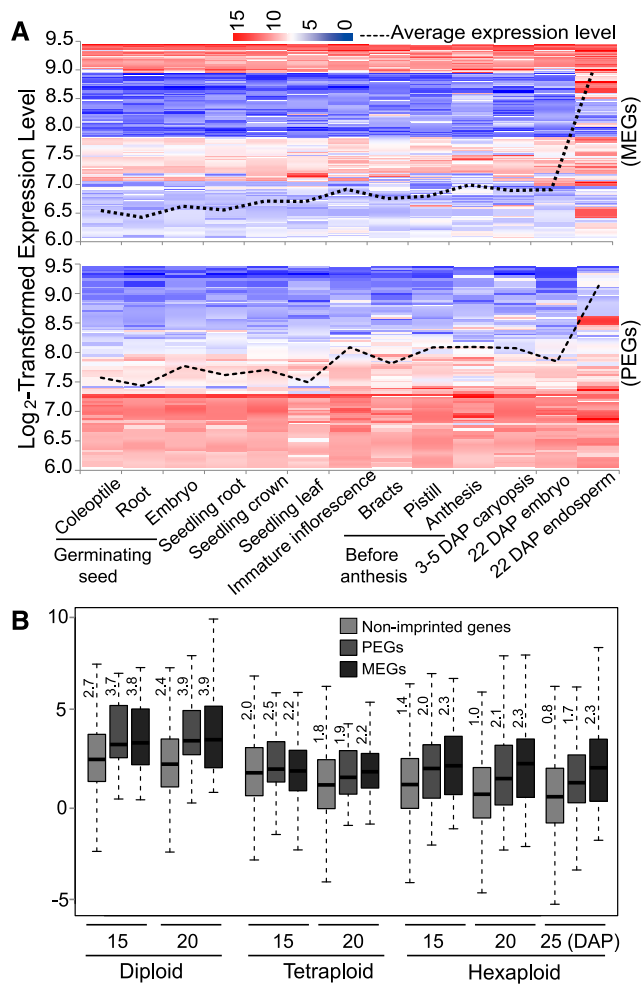 A
15
10
5
0
Average expression level
Log2-Transformed Expression Level
9.5
9.0
8.5
8.0
7.5
7.0
6.5
6.0
(MEGs)
9.5
9.0
8.5
8.0
7.5
7.0
6.5
6.0
(PEGs)
Coleoptile
Root
Embryo
Seedling root
Seedling crown
Seedling leaf
Immature inflorescence
Bracts
Pistill
Anthesis
3-5 DAP caryopsis
22 DAP embryo
22 DAP endosperm
Germinating seed
Before anthesis
B
10
5
0
-5
Non-imprinted genes
PEGs
MEGs
2.7
3.7
3.8
2.4
3.9
3.9
2.0
2.5
2.2
1.8
1.9
2.2
1.4
2.0
2.3
1.0
2.1
2.3
0.8
1.7
2.3
15 20 15 20 15 20 25 (DAP)
Diploid Tetraploid Hexaploid